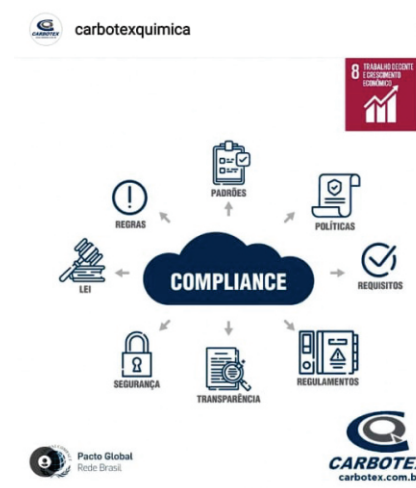 carbotexquimica
8 TRABALHO DECENTE
E CRESCIMENTO
ECONÔMICO
PADRÕES
REGRAS
POLÍTICAS
LEI
COMPLIANCE
REQUISITOS
SEGURANÇA
TRANSPARÊNCIA
REGULAMENTOS
Pacto Global
Rede Brasil
CARBOTEX
carbotex.com.b